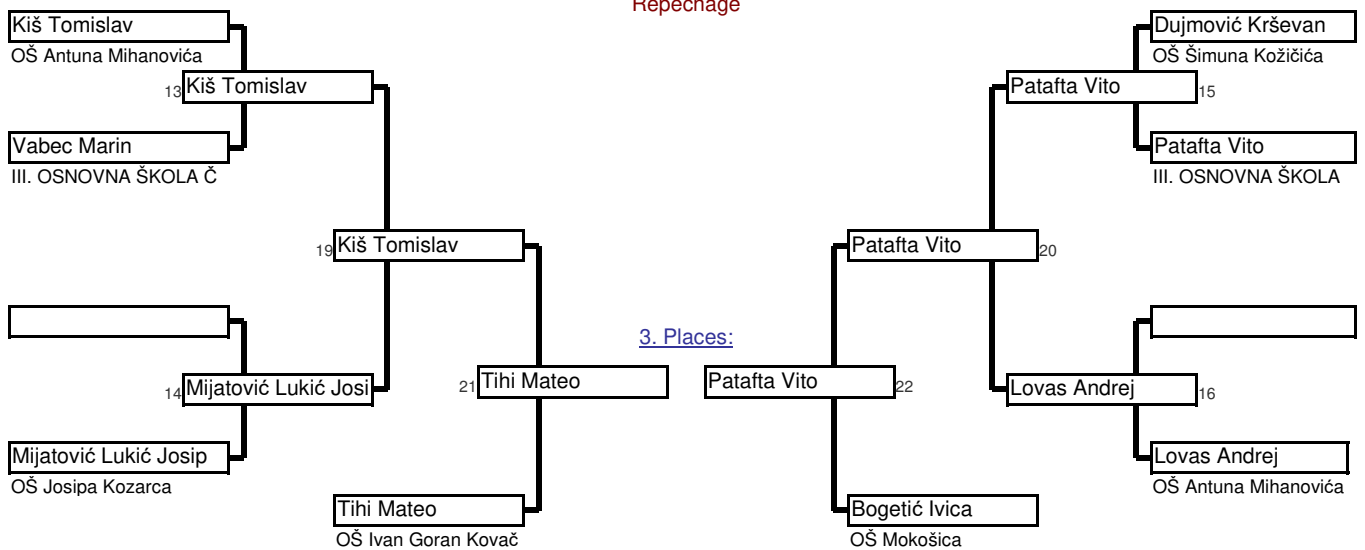 Repechage
Kiš Tomislav
Dujmović Krševan
OŠ Antuna Mihanovića
OŠ Šimuna Kožičića
13 Kiš Tomislav
Patafta Vito 15
Vabec Marin
Patafta Vito
III. OSNOVNA ŠKOLA Č
III. OSNOVNA ŠKOLA
19 Kiš Tomislav
Patafta Vito 20
3. Places:
14 Mijatović Lukić Josi
21 Tihi Mateo
Patafta Vito 22
Lovas Andrej 16
Mijatović Lukić Josip
Lovas Andrej
OŠ Josipa Kozarca
OŠ Antuna Mihanovića
Tihi Mateo
Bogetić Ivica
OŠ Ivan Goran Kovač
OŠ Mokošica